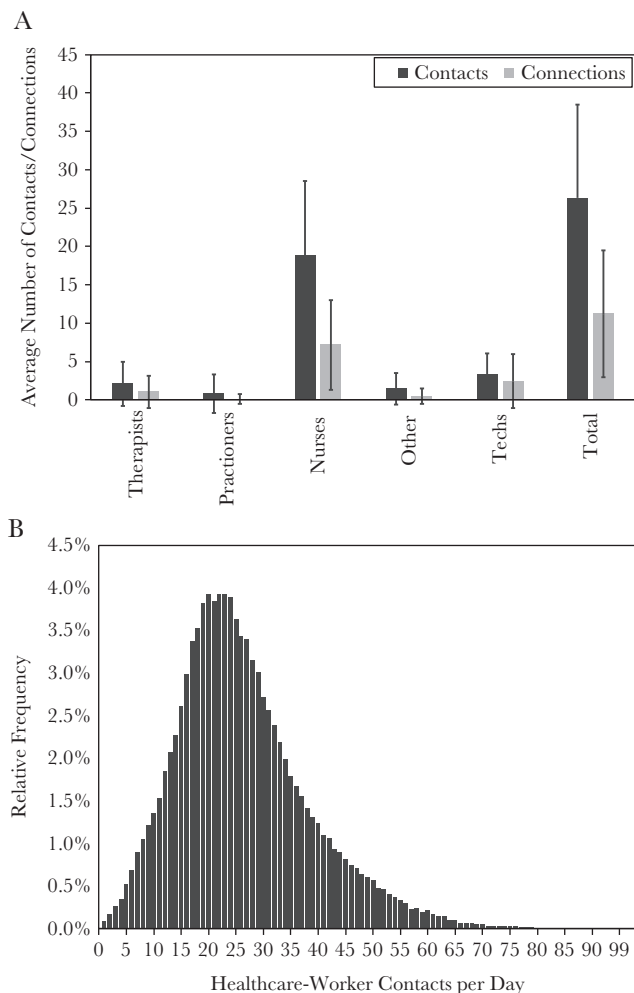 A
Average Number of Contacts/Connections
45
40
35
30
25
20
15
10
5
0
Contacts Connections
Therapists
Practioners
Nurses
Other
Techs
Total
B
Relative Frequency
4.5%
4.0%
3.5%
3.0%
2.5%
2.0%
1.5%
1.0%
0.5%
0.0%
0 5 10 15 20 25 30 35 40 45 50 55 60 65 70 75 80 85 90 99
Healthcare-Worker Contacts per Day